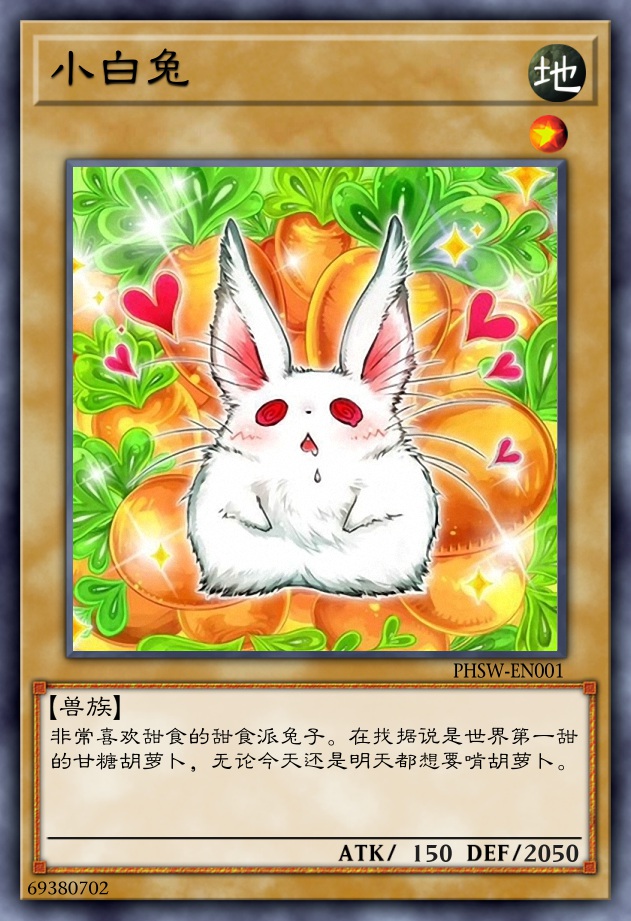 小白兔
地
PHSW-EN001
【兽族】
非常喜欢甜食的甜食派兔子。在找据说是世界第一甜
的甘糖胡萝卜，无论今天还是明天都想要啃胡萝卜。
ATK/ 150 DEF/2050
69380702